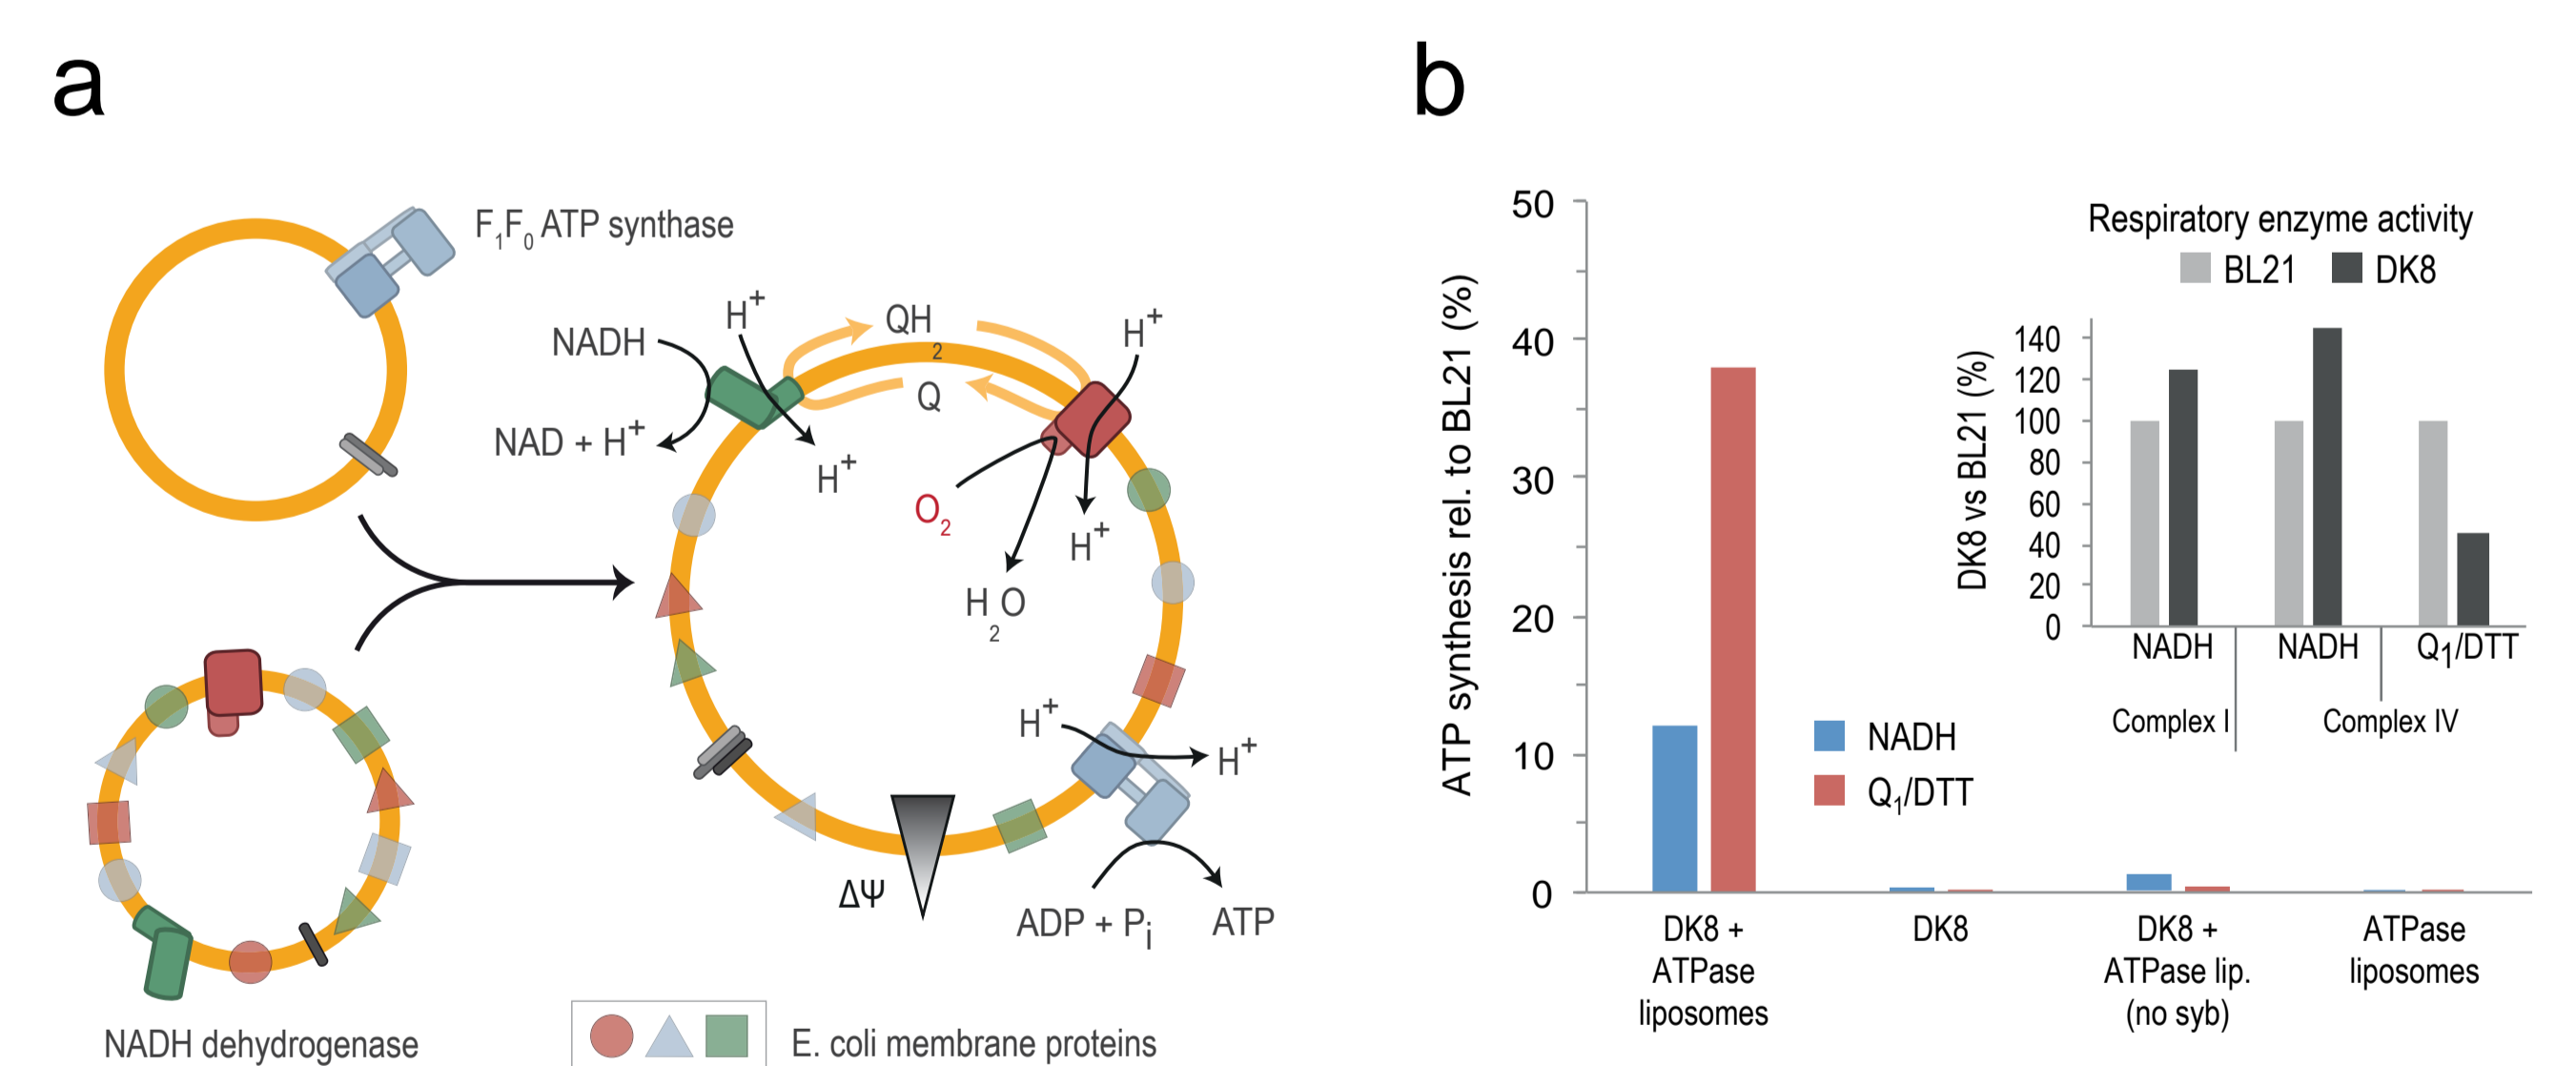 a
F1F0 ATP synthase
NADH
H+
QH2
H+
Q
NAD + H+
H+
O2
H+
H2O
H+
H+
ΔΨ
ADP + Pi
ATP
NADH dehydrogenase
E. coli membrane proteins
b
ATP synthesis rel. to BL21 (%)
50
40
30
20
10
0
NADH
Q1/DTT
DK8 +
ATPase
liposomes
DK8
DK8 +
ATPase lip.
(no syb)
ATPase
liposomes
Respiratory enzyme activity
BL21
DK8
DK8 vs BL21 (%)
140
120
100
80
60
40
20
0
NADH
NADH
Q1/DTT
Complex I
Complex IV